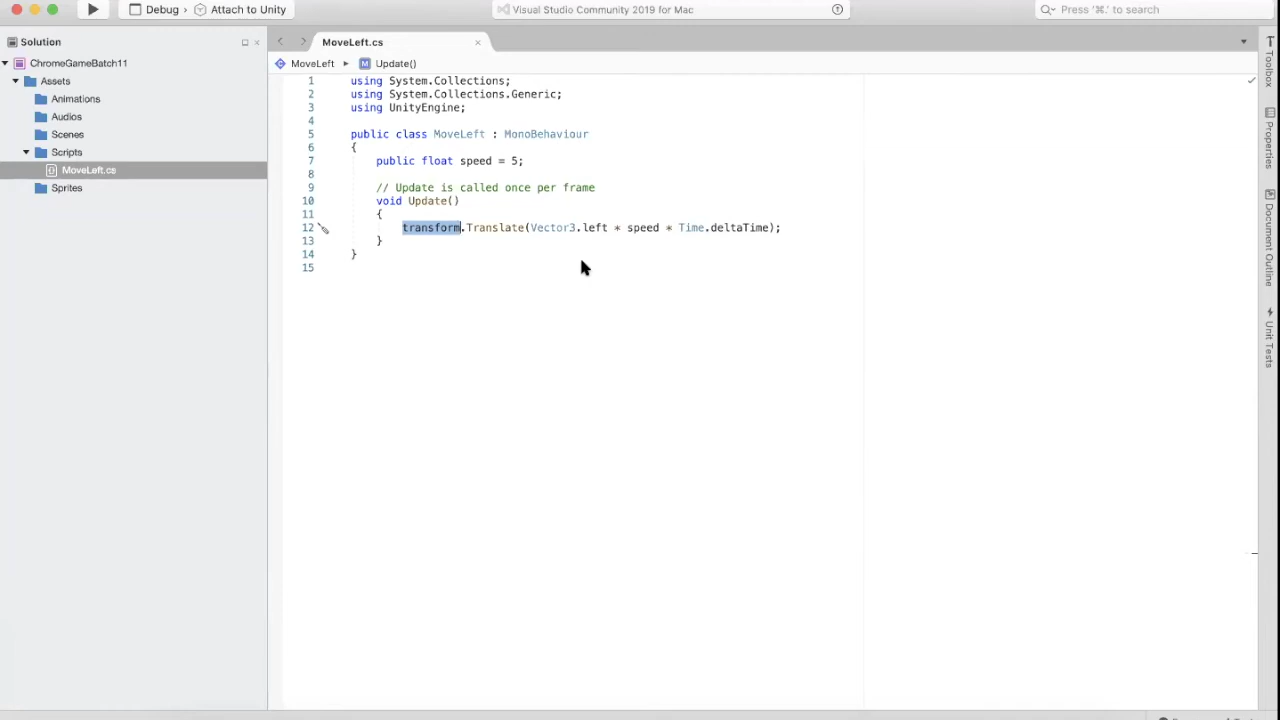 Debug
Attach to Unity
Visual Studio Community 2019 for Mac
Press ‘⌘.’ to search
Solution
MoveLeft.cs
ChromeGameBatch11
Assets
Animations
Audios
Scenes
Scripts
MoveLeft.cs
Sprites
MoveLeft
M Update()
1 using System.Collections;
2 using System.Collections.Generic;
3 using UnityEngine;
4
5 public class MoveLeft : MonoBehaviour
6 {
7 public float speed = 5;
8
9 // Update is called once per frame
10 void Update()
11 {
12 transform.Translate(Vector3.left * speed * Time.deltaTime);
13 }
14 }
15
Toolbox
Properties
Document Outline
Unit Tests